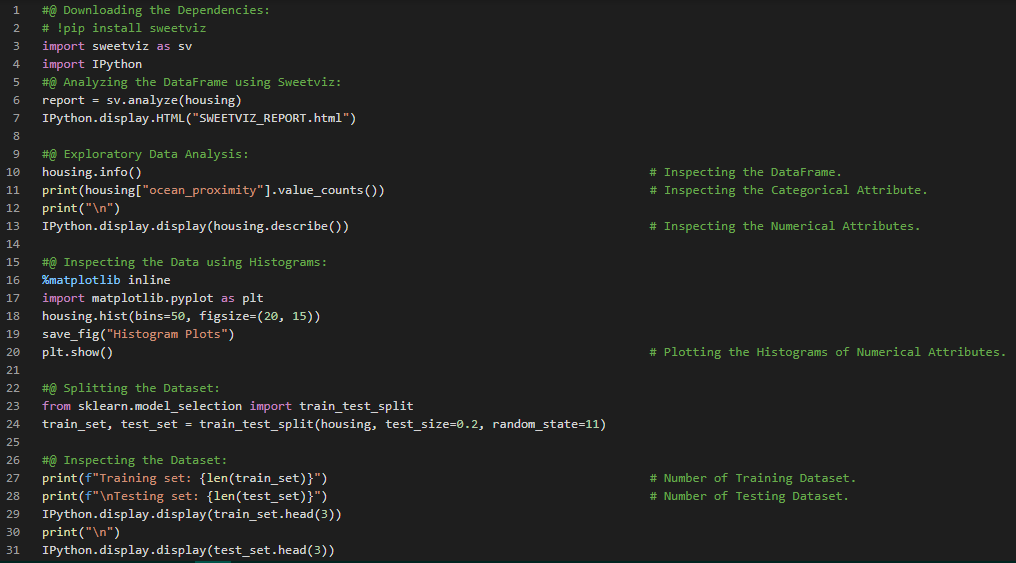 1 #@ Downloading the Dependencies:
2 # !pip install sweetviz
3 import sweetviz as sv
4 import IPython
5 #@ Analyzing the DataFrame using Sweetviz:
6 report = sv.analyze(housing)
7 IPython.display.HTML("SWEETVIZ_REPORT.html")
8
9 #@ Exploratory Data Analysis:
10 housing.info() # Inspecting the DataFrame.
11 print(housing["ocean_proximity"].value_counts()) # Inspecting the Categorical Attribute.
12 print("\n")
13 IPython.display.display(housing.describe()) # Inspecting the Numerical Attributes.
14
15 #@ Inspecting the Data using Histograms:
16 %matplotlib inline
17 import matplotlib.pyplot as plt
18 housing.hist(bins=50, figsize=(20, 15))
19 save_fig("Histogram Plots")
20 plt.show() # Plotting the Histograms of Numerical Attributes.
21
22 #@ Splitting the Dataset:
23 from sklearn.model_selection import train_test_split
24 train_set, test_set = train_test_split(housing, test_size=0.2, random_state=11)
25
26 #@ Inspecting the Dataset:
27 print(f"Training set: {len(train_set)}") # Number of Training Dataset.
28 print(f"\nTesting set: {len(test_set)}") # Number of Testing Dataset.
29 IPython.display.display(train_set.head(3))
30 print("\n")
31 IPython.display.display(test_set.head(3))